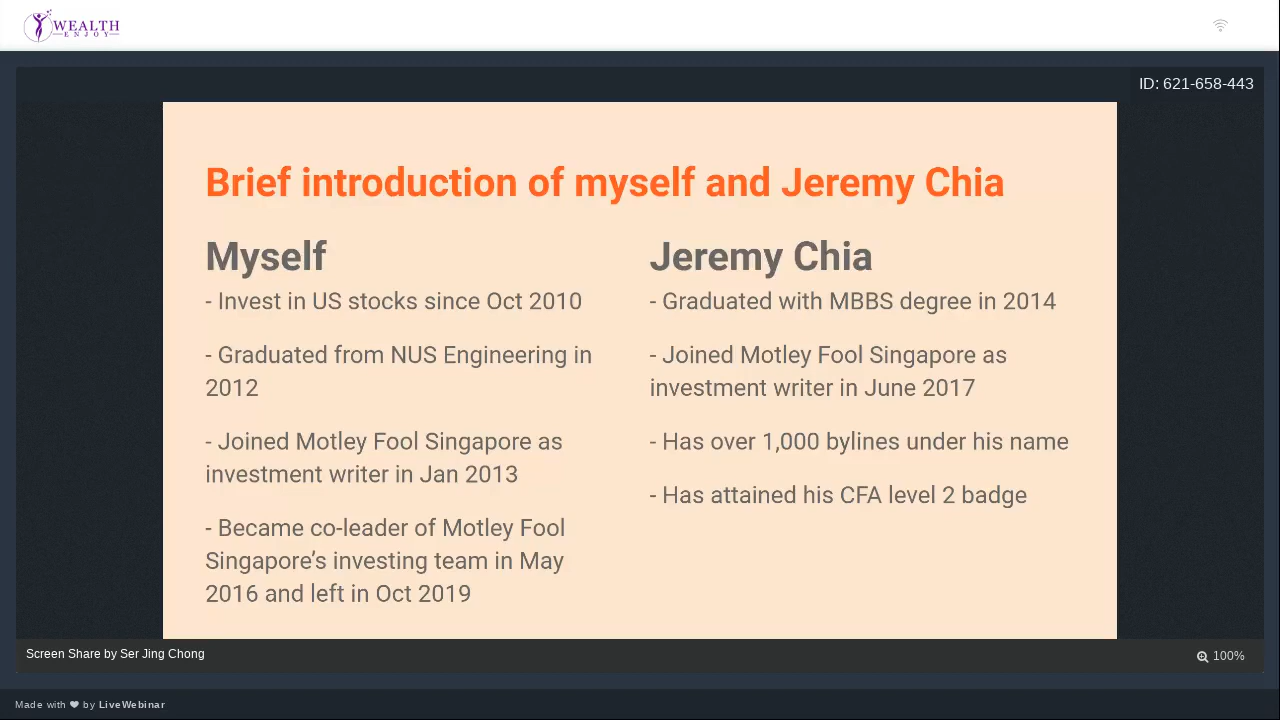 WEALTH
ENJOY
ID: 621-658-443
Brief introduction of myself and Jeremy Chia
Myself
- Invest in US stocks since Oct 2010
- Graduated from NUS Engineering in
2012
- Joined Motley Fool Singapore as
investment writer in Jan 2013
- Became co-leader of Motley Fool
Singapore’s investing team in May
2016 and left in Oct 2019
Jeremy Chia
- Graduated with MBBS degree in 2014
- Joined Motley Fool Singapore as
investment writer in June 2017
- Has over 1,000 bylines under his name
- Has attained his CFA level 2 badge
Screen Share by Ser Jing Chong
100%
Made with ❤ by LiveWebinar